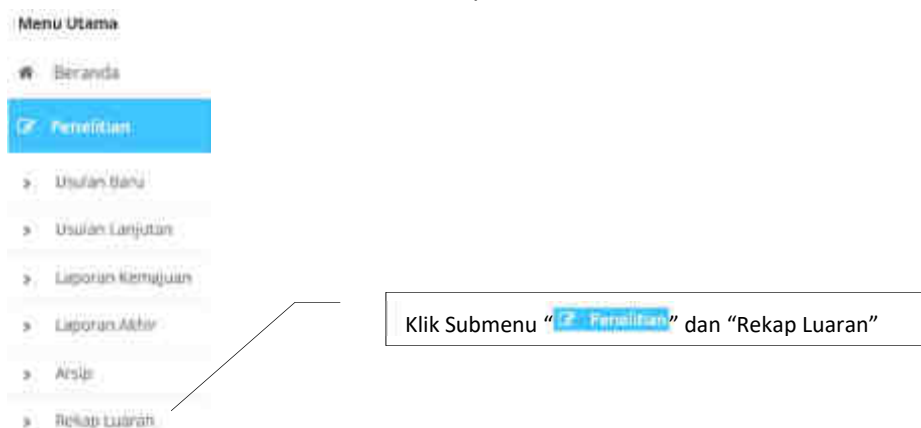 Menu Utama
Beranda
Penelitian
Usulan Baru
Usulan Lanjutan
Laporan Kemajuan
Laporan Akhir
Klik Submenu “ Penelitian ” dan “Rekap Luaran”
Arsip
Rekap Luaran